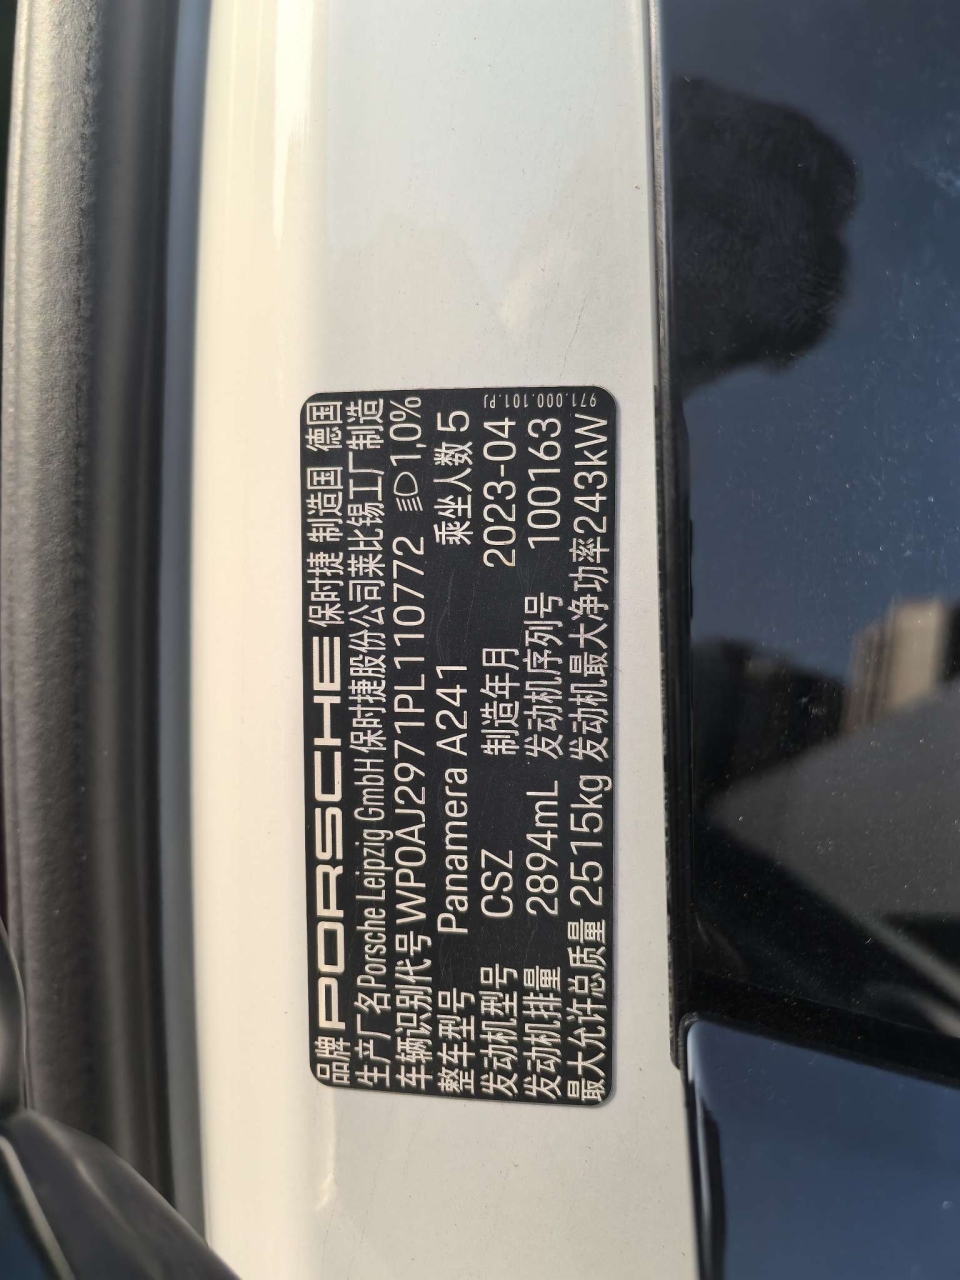 品牌 PORSCHE 保时捷 制造国 德国
生产厂名 Porsche Leipzig GmbH 保时捷股份公司莱比锡工厂制造
车辆识别代号 WP0AJ2971PL110772 1,0%
整车型号 Panamera A241 乘坐人数 5
发动机型号 CSZ 制造年月 2023-04
发动机排量 2894mL 发动机序列号 100163
最大允许总质量 2515kg 发动机最大净功率243kW
971.000.101.PJ